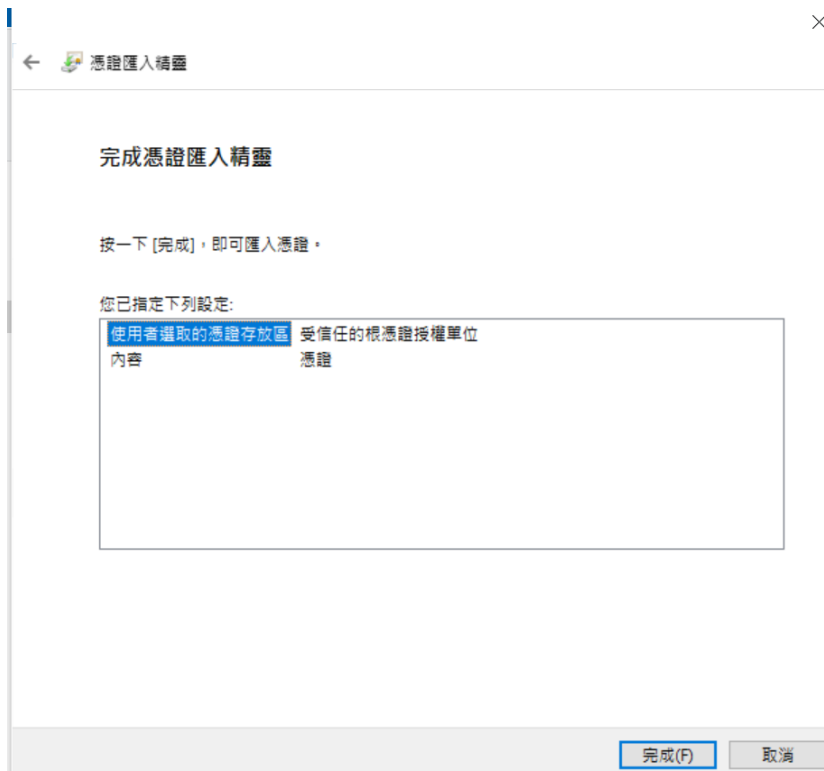 憑證匯入精靈
完成憑證匯入精靈
按一下 [完成]，即可匯入憑證。
您已指定下列設定:
使用者選取的憑證存放區 受信任的根憑證授權單位
內容 憑證
完成(F) 取消